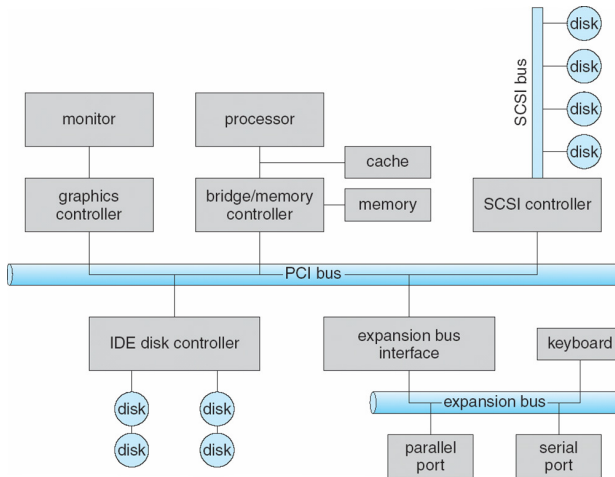 disk
disk
disk
disk
SCSI bus
monitor
processor
cache
graphics
controller
bridge/memory
controller
memory
SCSI controller
PCI bus
IDE disk controller
expansion bus
interface
keyboard
disk
disk
disk
disk
expansion bus
parallel
port
serial
port